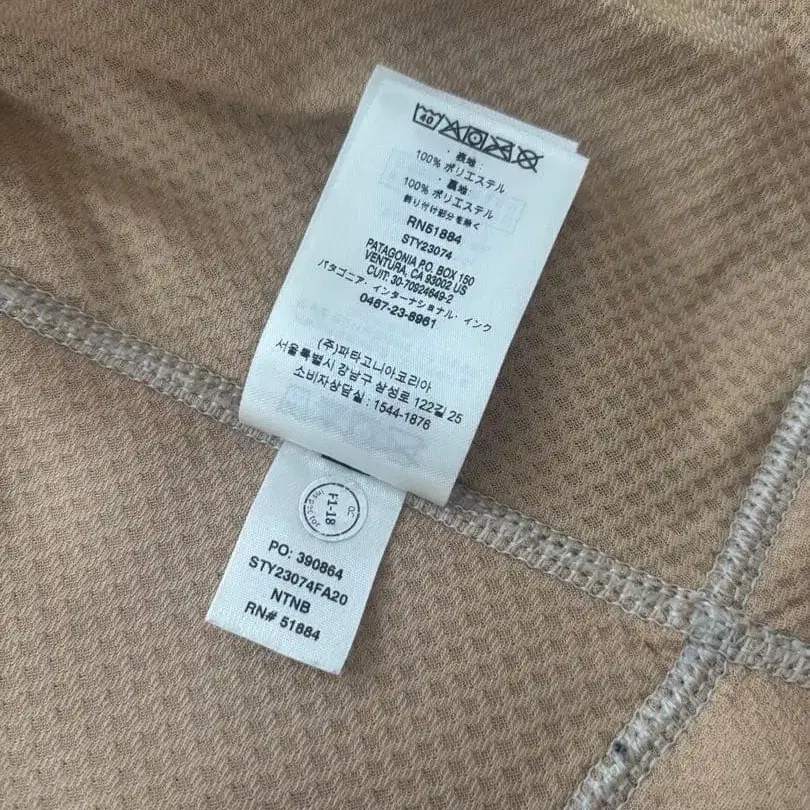 40
・表地:
100% ポリエステル
・裏地:
100% ポリエステル
飾り付け部分を除く
RN51884
STY23074
PATAGONIA P.O. BOX 150
VENTURA, CA 93002 US
CUIT: 30-70924649-2
パタゴニア・インターナショナル・インク
0467-23-8961
(주)파타고니아코리아
서울특별시 강남구 삼성로 122길 25
소비자상담실 : 1544-1876
R
F1-18
Inspector
PO: 390864
STY23074FA20
NTNB
RN# 51884